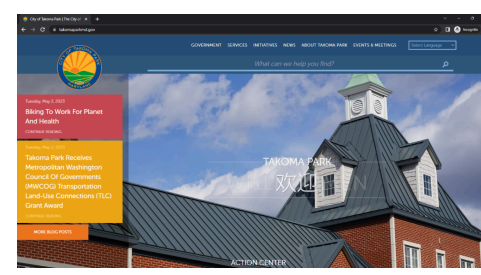 City of Takoma Park | The City of
takomaparkmd.gov
Incognito
GOVERNMENT SERVICES INITIATIVES NEWS ABOUT TAKOMA PARK EVENTS & MEETINGS
Select Language
What can we help you find?
Tuesday, May 2, 2023
Biking To Work For Planet
And Health
CONTINUE READING
Tuesday, May 2, 2023
Takoma Park Receives
Metropolitan Washington
Council Of Governments
(MWCOG) Transportation
Land-Use Connections (TLC)
Grant Award
CONTINUE READING
MORE BLOG POSTS
TAKOMA PARK
欢迎
ACTION CENTER